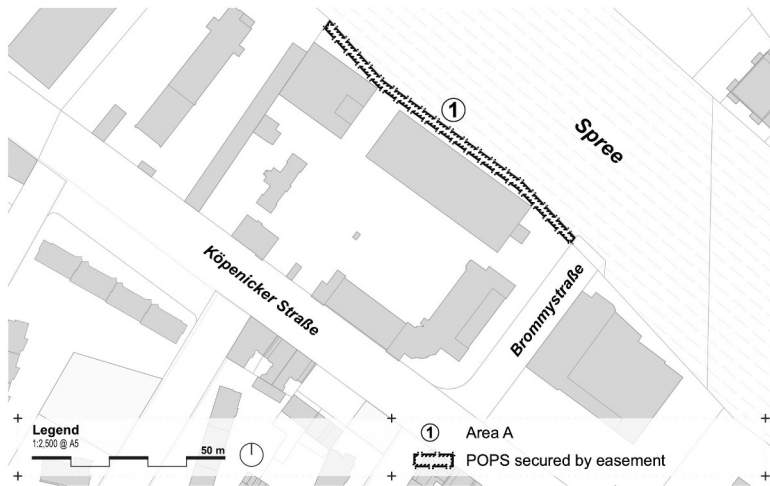 1
Spree
Köpenicker Straße
Brommystraße
Legend
1:2,500 @ A5
50 m
1 Area A
POPS secured by easement